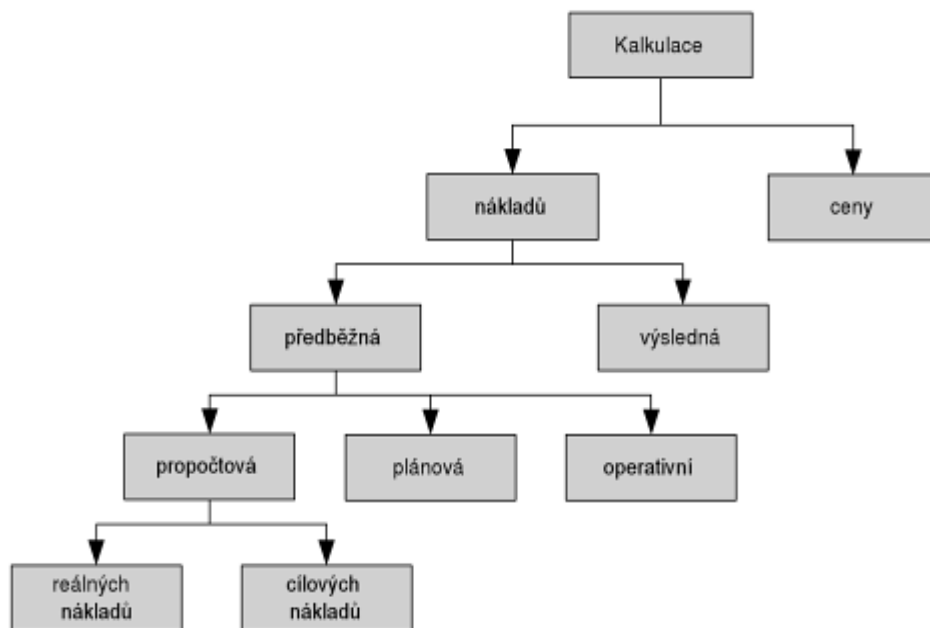 Kalkulace
nákladů
ceny
předběžná
výsledná
propočtová
plánová
operativní
reálných
nákladů
cílových
nákladů